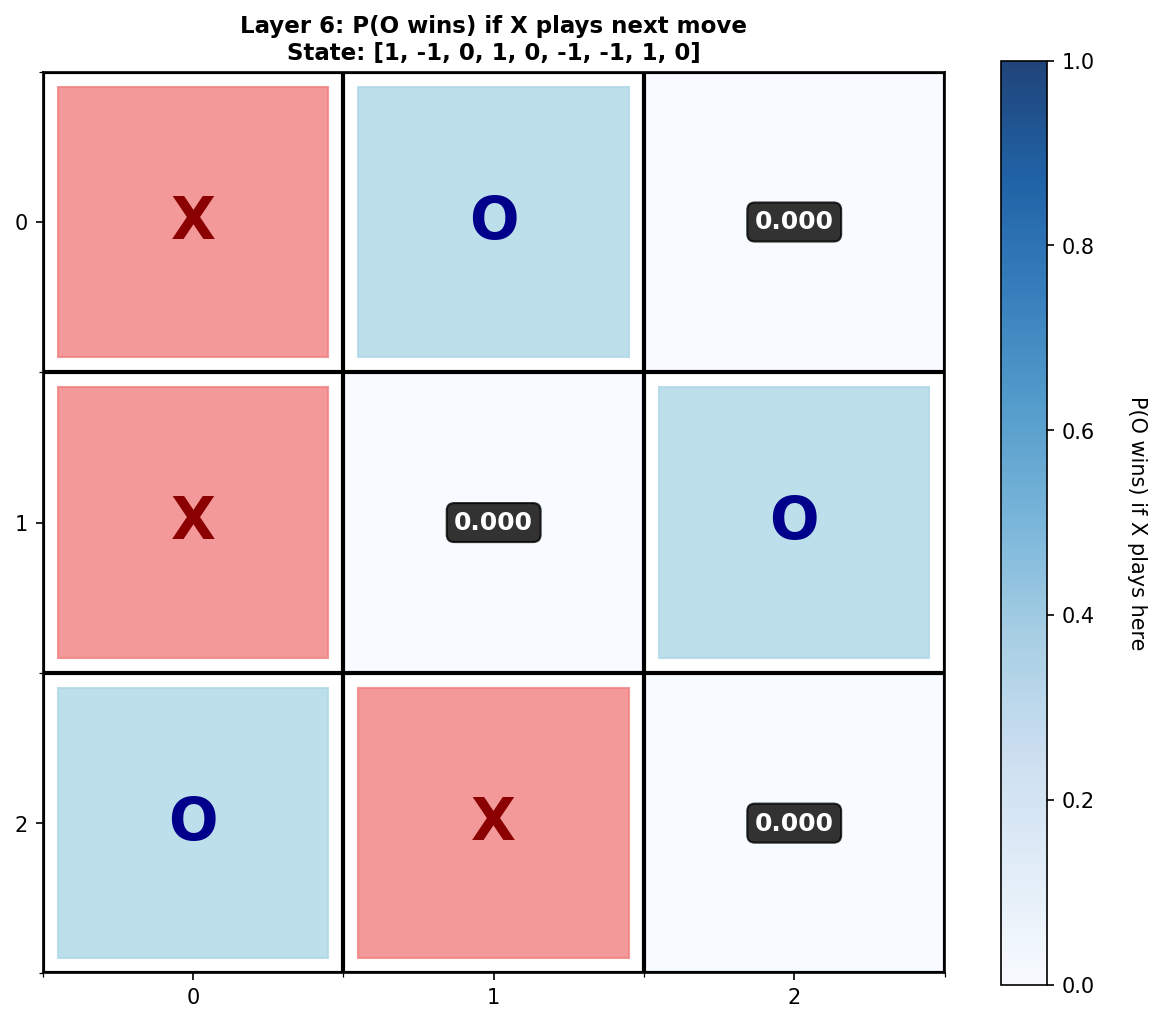 Layer 6: P(O wins) if X plays next move
State: [1, -1, 0, 1, 0, -1, -1, 1, 0]
X
O
0.000
X
0.000
O
O
X
0.000
0
1
2
0
1
2
1.0
0.8
0.6
0.4
0.2
0.0
P(O wins) if X plays here